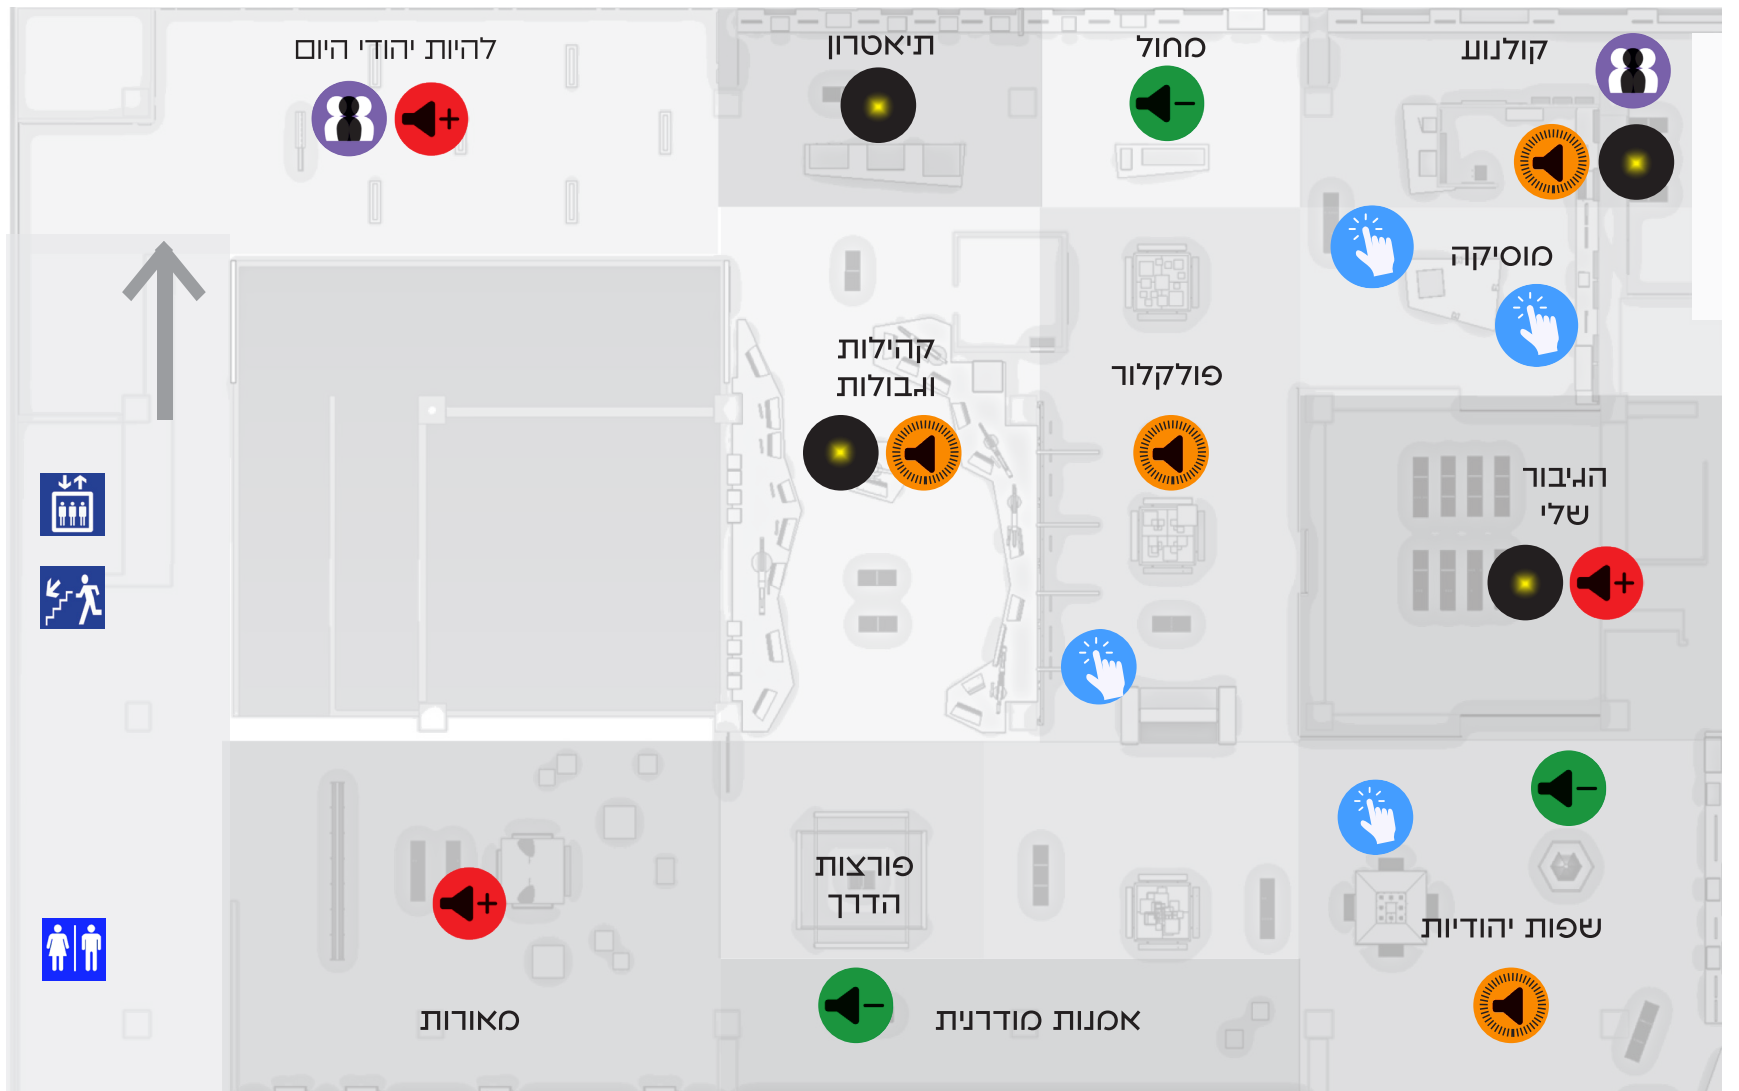 קולנוע
מחול
תיאטרון
להיות יהודי היום
מוסיקה
קהילות
וגבולות
פולקלור
הגיבור
שלי
פורצות
הדרך
שפות יהודיות
אמנות מודרנית
מאורות